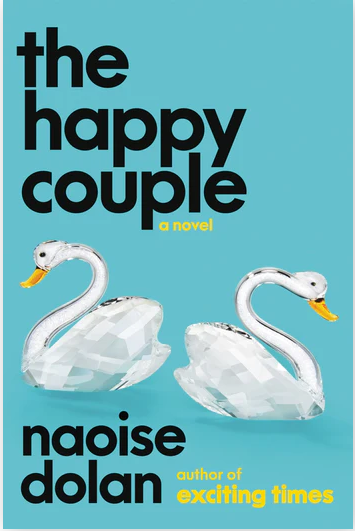 the
happy
couple
a novel
naoise
dolan
author of
exciting times